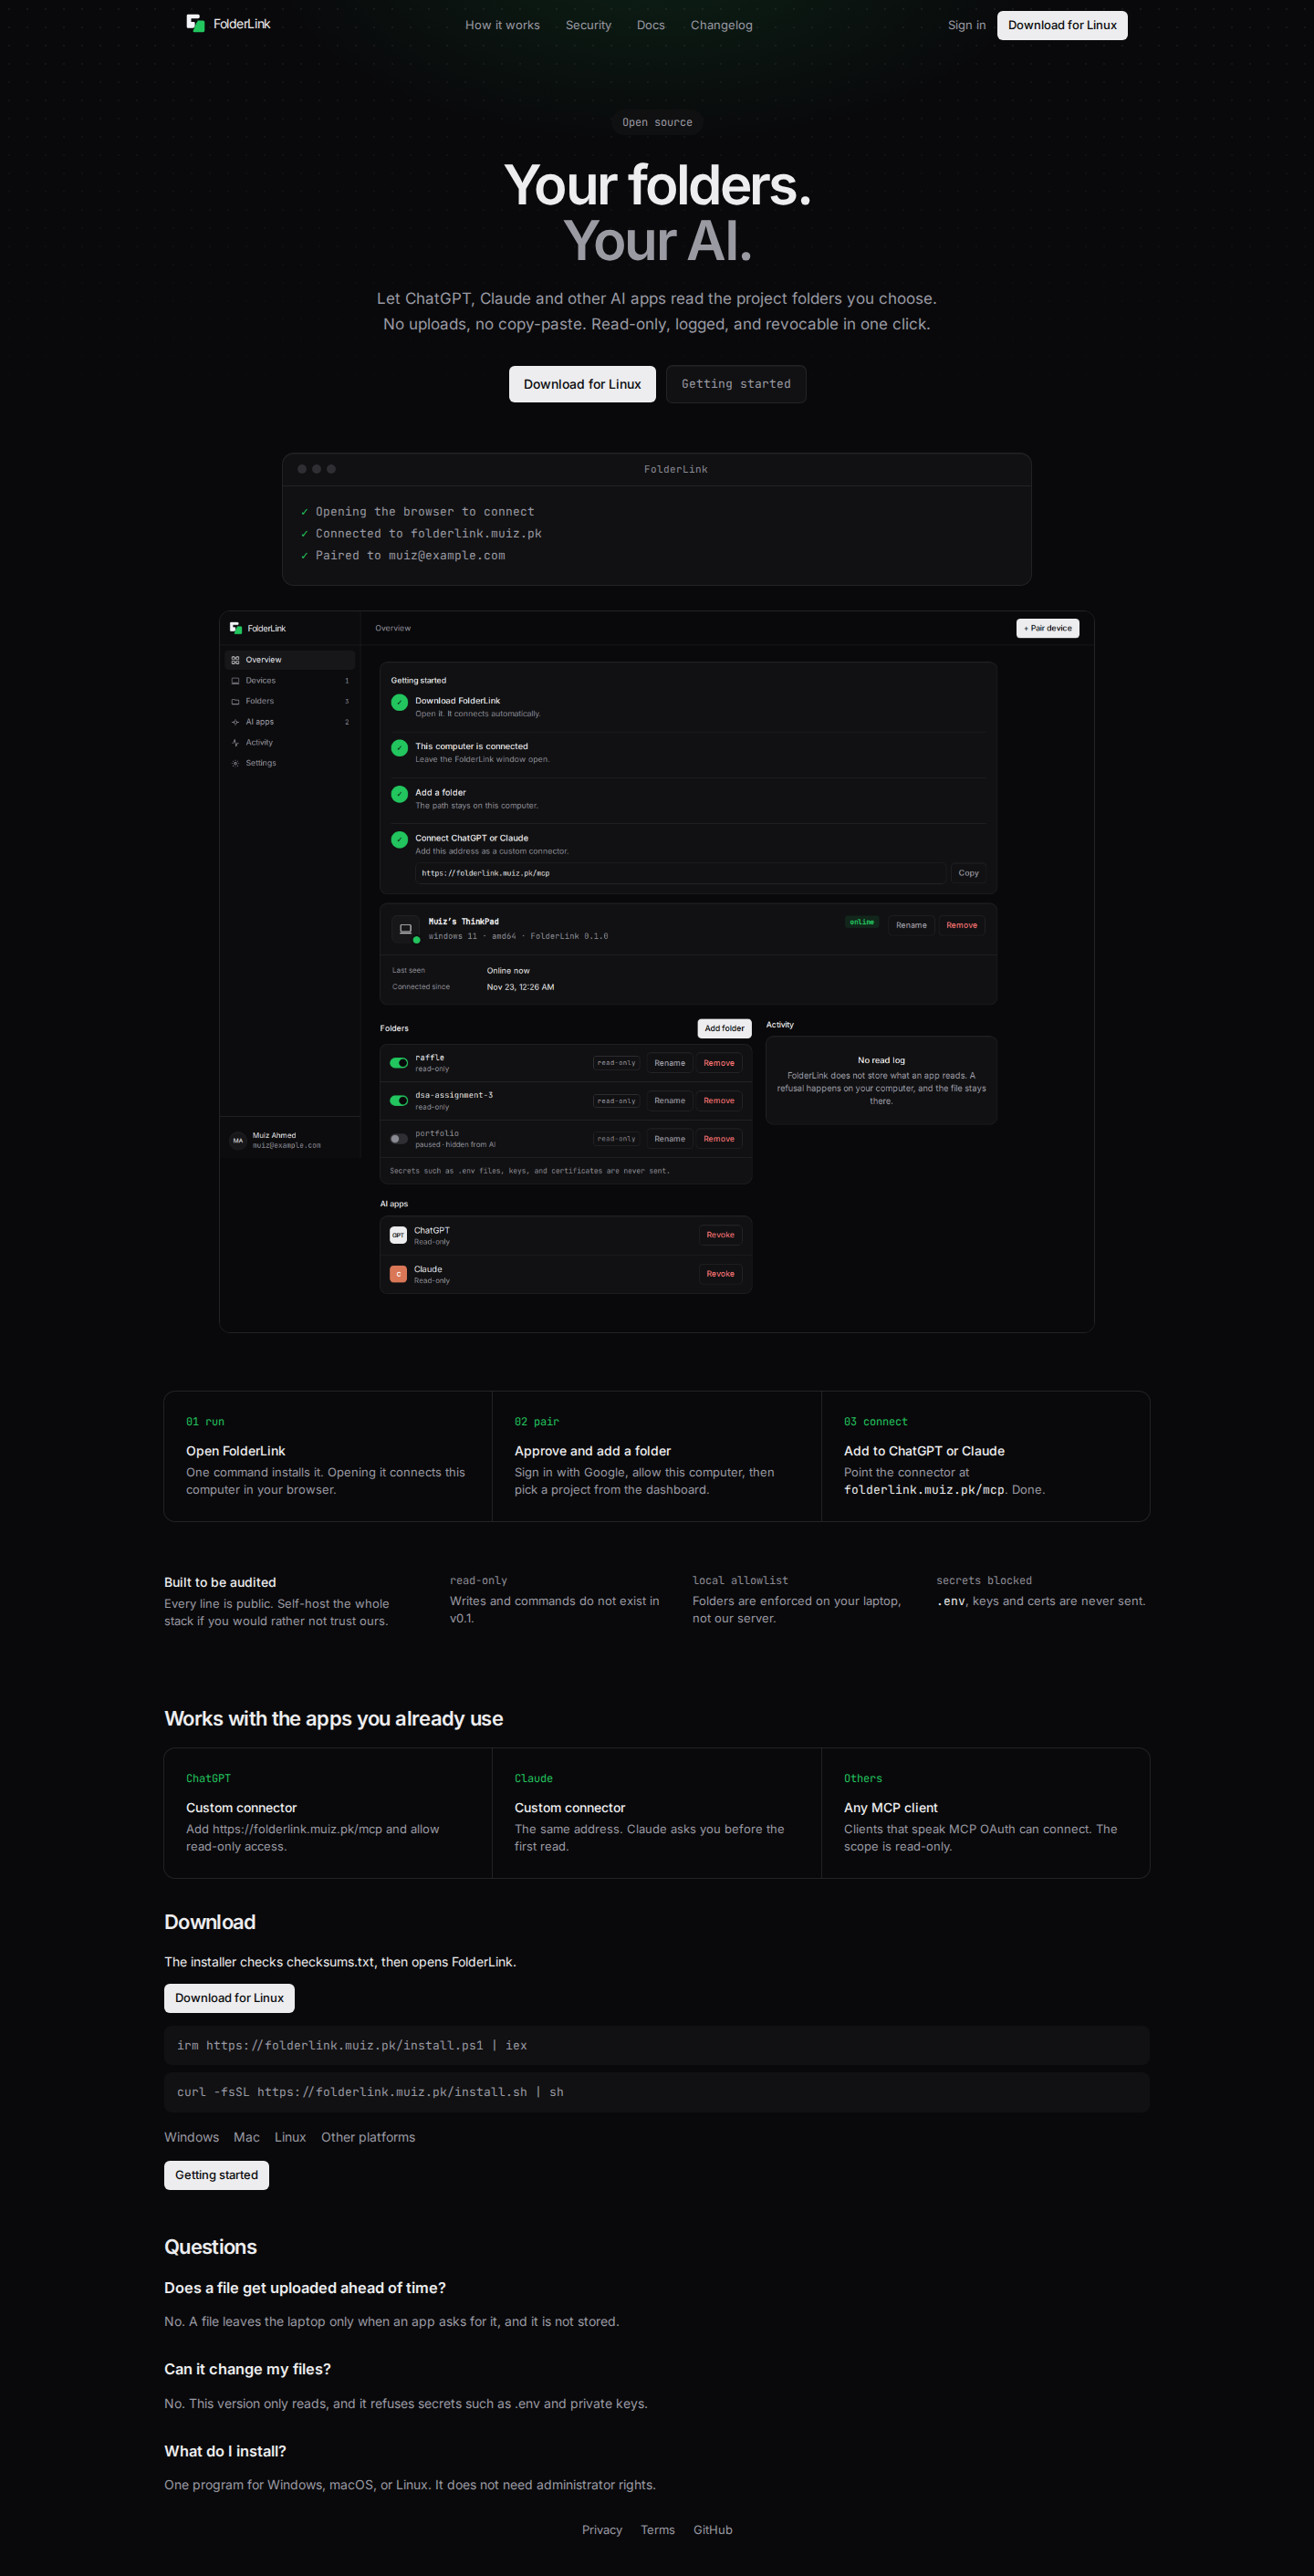 FolderLink
How it works Security Docs Changelog
Sign in Download for Linux
Open source
Your folders.
Your AI.
Let ChatGPT, Claude and other AI apps read the project folders you choose.
No uploads, no copy-paste. Read-only, logged, and revocable in one click.
Download for Linux Getting started
FolderLink
✓ Opening the browser to connect
✓ Connected to folderlink.muiz.pk
✓ Paired to muiz@example.com
FolderLink
Overview
+ Pair device
Overview
Devices 1
Folders 3
AI apps 2
Activity
Settings
MA
Muiz Ahmed
muiz@example.com
Getting started
✓ Download FolderLink
Open it. It connects automatically.
✓ This computer is connected
Leave the FolderLink window open.
✓ Add a folder
The path stays on this computer.
✓ Connect ChatGPT or Claude
Add this address as a custom connector.
https://folderlink.muiz.pk/mcp Copy
Muiz's ThinkPad
windows 11 · amd64 · FolderLink 0.1.0
online Rename Remove
Last seen Online now
Connected since Nov 23, 12:26 AM
Folders Add folder
raffle
read-only
read-only Rename Remove
dsa-assignment-3
read-only
read-only Rename Remove
portfolio
paused · hidden from AI
read-only Rename Remove
Secrets such as .env files, keys, and certificates are never sent.
Activity
No read log
FolderLink does not store what an app reads. A
refusal happens on your computer, and the file stays
there.
AI apps
GPT
ChatGPT
Read-only
Revoke
C
Claude
Read-only
Revoke
01 run
Open FolderLink
One command installs it. Opening it connects this
computer in your browser.
02 pair
Approve and add a folder
Sign in with Google, allow this computer, then
pick a project from the dashboard.
03 connect
Add to ChatGPT or Claude
Point the connector at
folderlink.muiz.pk/mcp. Done.
Built to be audited
Every line is public. Self-host the whole
stack if you would rather not trust ours.
read-only
Writes and commands do not exist in
v0.1.
local allowlist
Folders are enforced on your laptop,
not our server.
secrets blocked
.env, keys and certs are never sent.
Works with the apps you already use
ChatGPT
Custom connector
Add https://folderlink.muiz.pk/mcp and allow
read-only access.
Claude
Custom connector
The same address. Claude asks you before the
first read.
Others
Any MCP client
Clients that speak MCP OAuth can connect. The
scope is read-only.
Download
The installer checks checksums.txt, then opens FolderLink.
Download for Linux
irm https://folderlink.muiz.pk/install.ps1 | iex
curl -fsSL https://folderlink.muiz.pk/install.sh | sh
Windows Mac Linux Other platforms
Getting started
Questions
Does a file get uploaded ahead of time?
No. A file leaves the laptop only when an app asks for it, and it is not stored.
Can it change my files?
No. This version only reads, and it refuses secrets such as .env and private keys.
What do I install?
One program for Windows, macOS, or Linux. It does not need administrator rights.
Privacy Terms GitHub